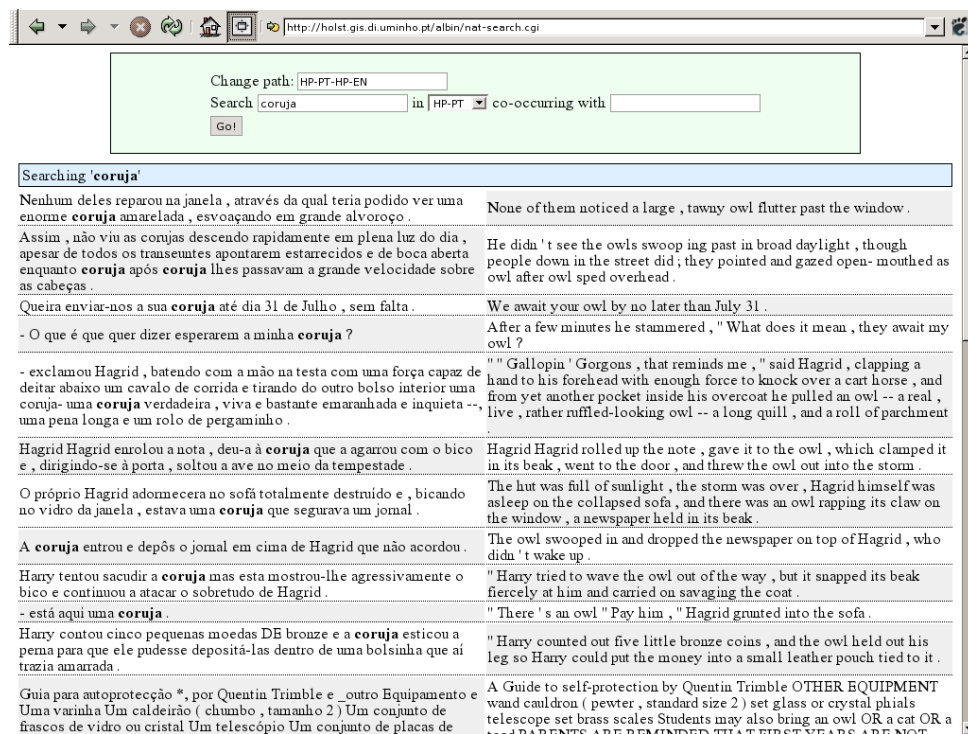 http://holst.gis.di.uminho.pt/albin/nat-search.cgi
Change path: HP-PT-HP-EN
Search coruja in HP-PT co-occurring with
Go!
Searching 'coruja'
Nenhum deles reparou na janela , através da qual teria podido ver uma
enorme coruja amarelada , esvoaçando em grande alvoroço .
None of them noticed a large , tawny owl flutter past the window .
Assim , não viu as corujas descendo rapidamente em plena luz do dia ,
apesar de todos os transeuntes apontarem estarrecidos e de boca aberta
enquanto coruja após coruja lhes passavam a grande velocidade sobre
as cabeças .
He didn ' t see the owls swoop ing past in broad daylight , though
people down in the street did ; they pointed and gazed open- mouthed as
owl after owl sped overhead .
Queira enviar-nos a sua coruja até dia 31 de Julho , sem falta .
We await your owl by no later than July 31 .
- O que é que quer dizer esperarem a minha coruja ?
After a few minutes he stammered , " What does it mean , they await my
owl ?
- exclamou Hagrid , batendo com a mão na testa com uma força capaz de
deitar abaixo um cavalo de corrida e tirando do outro bolso interior uma
coruja- uma coruja verdadeira , viva e bastante emaranhada e inquieta --,
uma pena longa e um rolo de pergaminho .
" " Gallopin ' Gorgons , that reminds me , " said Hagrid , clapping a
hand to his forehead with enough force to knock over a cart horse , and
from yet another pocket inside his overcoat he pulled an owl -- a real ,
live , rather ruffled-looking owl -- a long quill , and a roll of parchment
.
Hagrid Hagrid enrolou a nota , deu-a à coruja que a agarrou com o bico
e , dirigindo-se à porta , soltou a ave no meio da tempestade .
Hagrid Hagrid rolled up the note , gave it to the owl , which clamped it
in its beak , went to the door , and threw the owl out into the storm .
O próprio Hagrid adormecera no sofá totalmente destruído e , bicando
no vidro da janela , estava uma coruja que segurava um jornal .
The hut was full of sunlight , the storm was over , Hagrid himself was
asleep on the collapsed sofa , and there was an owl rapping its claw on
the window , a newspaper held in its beak .
A coruja entrou e depôs o jornal em cima de Hagrid que não acordou .
The owl swooped in and dropped the newspaper on top of Hagrid , who
didn ' t wake up .
Harry tentou sacudir a coruja mas esta mostrou-lhe agressivamente o
bico e continuou a atacar o sobretudo de Hagrid .
" Harry tried to wave the owl out of the way , but it snapped its beak
fiercely at him and carried on savaging the coat .
- está aqui uma coruja .
" There ' s an owl " Pay him , " Hagrid grunted into the sofa .
Harry contou cinco pequenas moedas DE bronze e a coruja esticou a
perna para que ele pudesse depositá-las dentro de uma bolsinha que aí
trazia amarrada .
" Harry counted out five little bronze coins , and the owl held out his
leg so Harry could put the money into a small leather pouch tied to it .
Guia para autoprotecção *, por Quentin Trimble e _outro Equipamento e
Uma varinha Um caldeirão ( chumbo , tamanho 2 ) Um conjunto de
frascos de vidro ou cristal Um telescópio Um conjunto de placas de
A Guide to self-protection by Quentin Trimble OTHER EQUIPMENT
wand cauldron ( pewter , standard size 2 ) set glass or crystal phials
telescope set brass scales Students may also bring an owl OR a cat OR a
toad PARENTS ARE REMINDED THAT FIRST YEARS ARE NOT